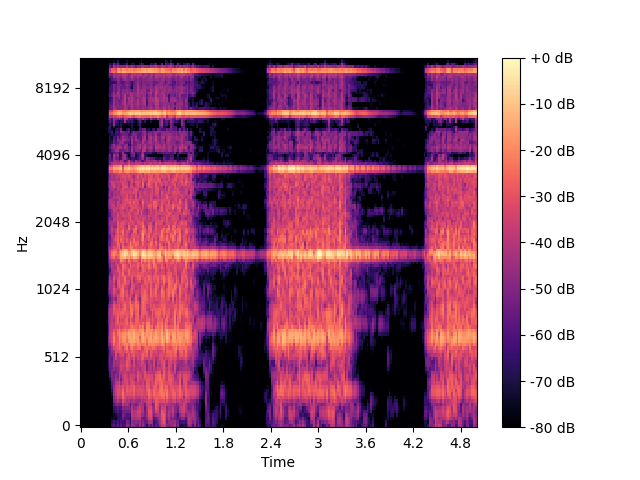 8192
4096
2048
1024
512
0
Hz
0 0.6 1.2 1.8 2.4 3 3.6 4.2 4.8
Time
+0 dB
-10 dB
-20 dB
-30 dB
-40 dB
-50 dB
-60 dB
-70 dB
-80 dB